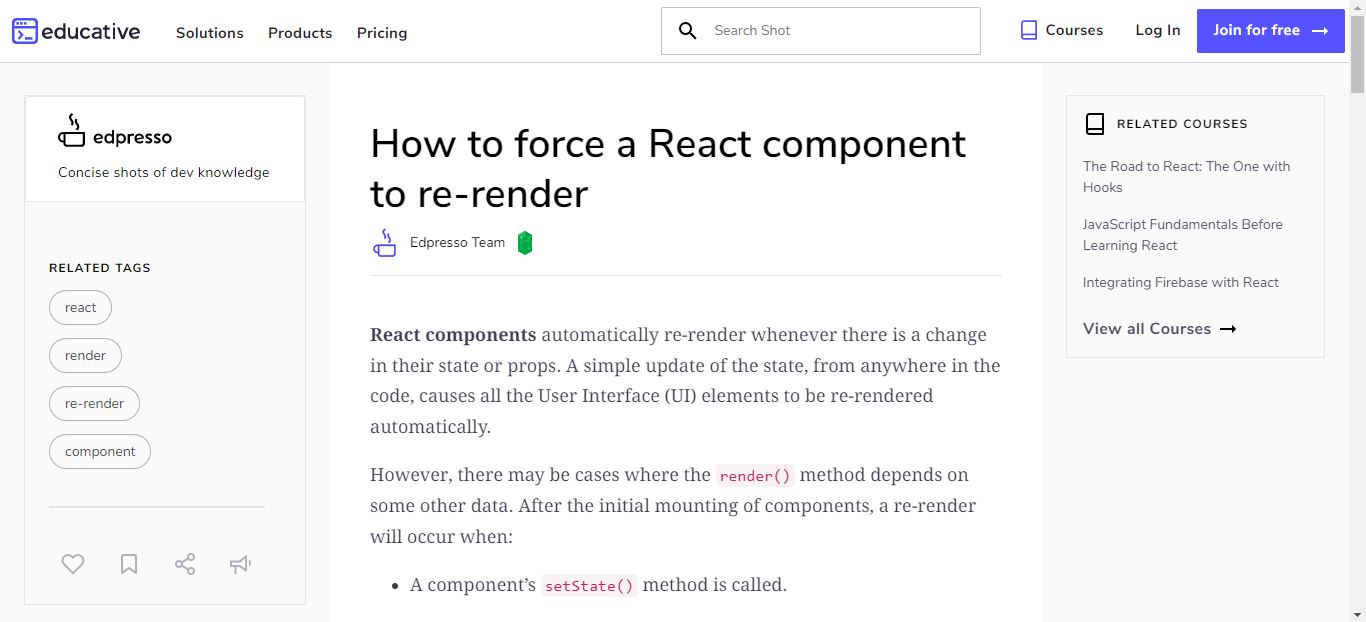 educative
Solutions
Products
Pricing
Search Shot
Courses
Log In
Join for free →
edpresso
Concise shots of dev knowledge
RELATED TAGS
react
render
re-render
component
How to force a React component
to re-render
Edpresso Team
React components automatically re-render whenever there is a change
in their state or props. A simple update of the state, from anywhere in the
code, causes all the User Interface (UI) elements to be re-rendered
automatically.
However, there may be cases where the render() method depends on
some other data. After the initial mounting of components, a re-render
will occur when:
• A component’s setState() method is called.
RELATED COURSES
The Road to React: The One with
Hooks
JavaScript Fundamentals Before
Learning React
Integrating Firebase with React
View all Courses →